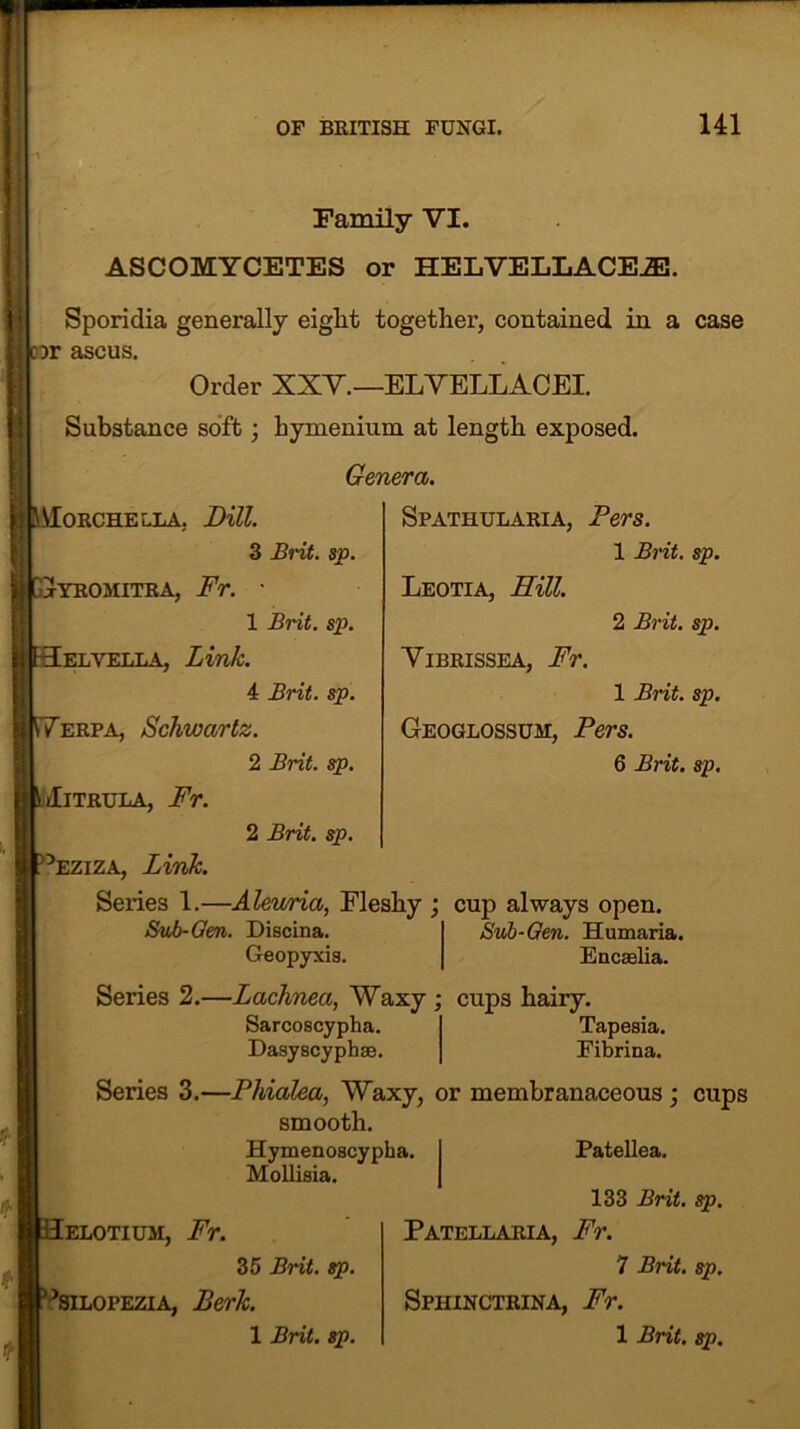 OF BRITISH FUNGI. 141
Family VI.
ASCOMYCETES or HELVELLACEÆ.
Sporidia generally eight together, contained in a case
or ascus.
Order XXV.—ELVELLACEI.
Substance soft ; hymenium at length exposed.
Genera.
MORCHELLA, Dill.
3 Brit. sp.
GYROMITRA, Fr.
1 Brit. sp.
HELVELLA, Link.
4 Brit. sp.
VERPA, Schwartz.
2 Brit. sp.
MITRULA, Fr.
2 Brit. sp.
SPATHULARIA, Pers.
1 Brit. sp.
LEOTIA, Hill.
2 Brit. sp.
VIBRISSEA, Fr.
1 Brit. sp.
GEOGLOSSUM, Pers.
6 Brit. sp.
PEZIZA, Link.
Series 1.—Aleuria, Fleshy ; cup always open.
Sub-Gen. Discina.
Geopyxis.
Sub-Gen. Humaria.
Encælia.
Series 2.—Lachnea, Waxy ; cups hairy.
Sarcoscypha.
Dasyscyphæ.
Tapesia.
Fibrina.
Series 3.—Phialea, Waxy, or membranaceous ; cups
smooth.
Hymenoscypha.
Mollisia.
Patellea.
133 Brit. sp.
HELOTIUM, Fr.
35 Brit. sp.
PSILOPEZIA, Berk.
1 Brit. sp.
PATELLARIA, Fr.
7 Brit. sp.
SPHINCTRINA, Fr.
1 Brit. sp.